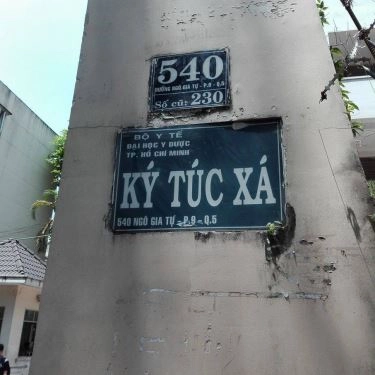 540
ĐƯỜNG NGÔ GIA TỰ - P.9 - Q.5
Số cũ: 230
BỘ Y TẾ
ĐẠI HỌC Y DƯỢC
TP. HỒ CHÍ MINH
KÝ TÚC XÁ
540 NGÔ GIA TỰ - P.9 - Q.5